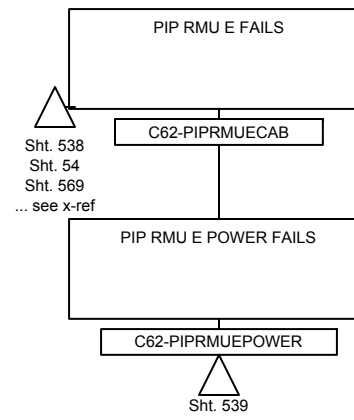 PIP RMU E FAILS
C62-PIPRMUECAB
Sht. 538
Sht. 54
Sht. 569
... see x-ref
PIP RMU E POWER FAILS
C62-PIPRMUEPOWER
Sht. 539